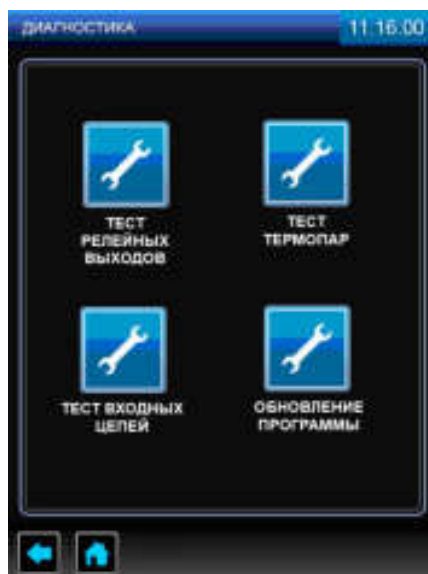 ДИАГНОСТИКА 11:16:00
ТЕСТ
РЕЛЕЙНЫХ
ВЫХОДОВ
ТЕСТ
ТЕРМОПАР
ТЕСТ ВХОДНЫХ
ЦЕПЕЙ
ОБНОВЛЕНИЕ
ПРОГРАММЫ